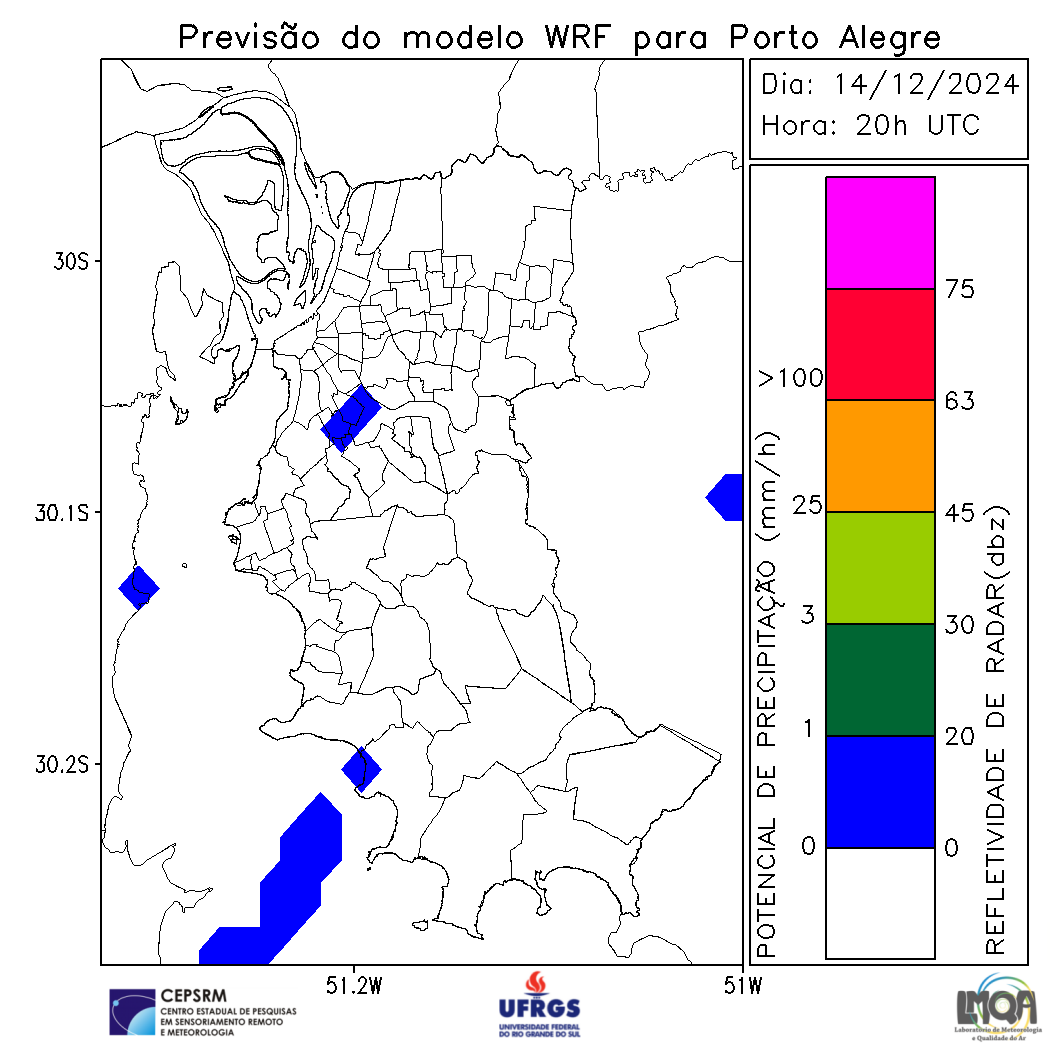 Previsão do modelo WRF para Porto Alegre
Dia: 14/12/2024
Hora: 20h UTC
30S
30.1S
30.2S
51.2W
51W
POTENCIAL DE PRECIPITAÇÃO (mm/h)
>100
25
3
1
0
75
63
45
30
20
0
REFLETIVIDADE DE RADAR(dbz)
CEPSRM
CENTRO ESTADUAL DE PESQUISAS
EM SENSORIAMENTO REMOTO
E METEOROLOGIA
UFRGS
UNIVERSIDADE FEDERAL
DO RIO GRANDE DO SUL
LMQA
Laboratório de Meteorologia
e Qualidade do Ar